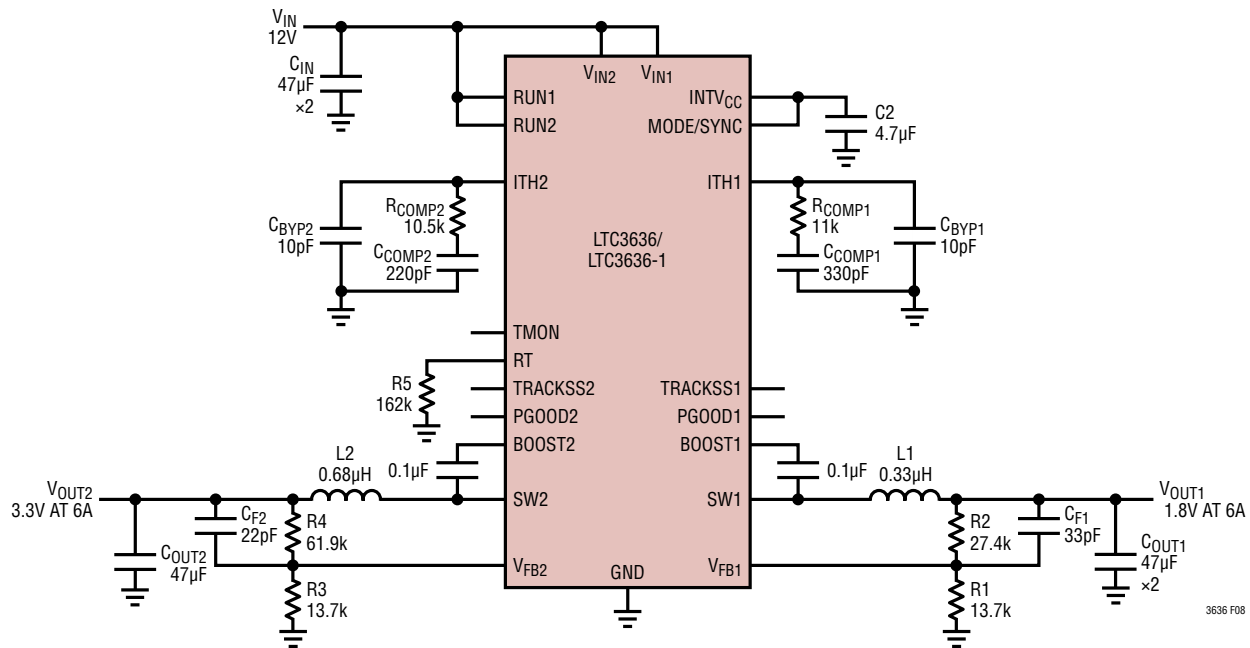 VIN
12V
CIN
47µF
×2
VIN2
VIN1
RUN1
RUN2
INTVCC
MODE/SYNC
C2
4.7µF
ITH2
ITH1
CBYP2
10pF
RCOMP2
10.5k
CCOMP2
220pF
LTC3636/
LTC3636-1
RCOMP1
11k
CCOMP1
330pF
CBYP1
10pF
TMON
RT
R5
162k
TRACKSS2
TRACKSS1
PGOOD2
PGOOD1
BOOST2
BOOST1
L2
0.68µH
0.1µF
0.1µF
L1
0.33µH
SW2
SW1
VOUT2
3.3V AT 6A
VOUT1
1.8V AT 6A
CF2
22pF
R4
61.9k
COUT2
47µF
VFB2
GND
VFB1
R2
27.4k
CF1
33pF
COUT1
47µF
×2
R3
13.7k
R1
13.7k
3636 F08